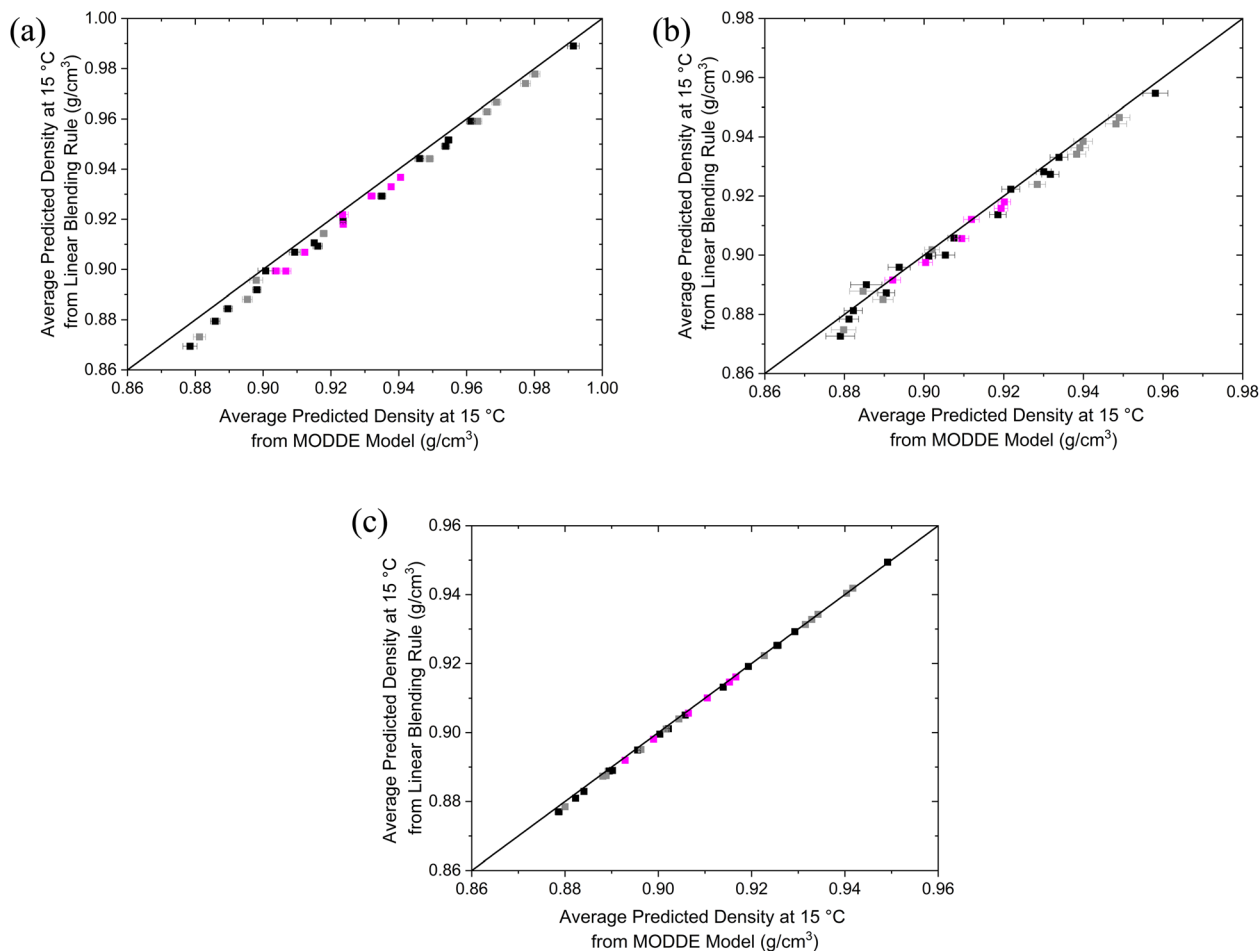 (a)
Average Predicted Density at 15 °C
from Linear Blending Rule (g/cm³)
1.00
0.98
0.96
0.94
0.92
0.90
0.88
0.86
0.86 0.88 0.90 0.92 0.94 0.96 0.98 1.00
Average Predicted Density at 15 °C
from MODDE Model (g/cm³)
(b)
Average Predicted Density at 15 °C
from Linear Blending Rule (g/cm³)
0.98
0.96
0.94
0.92
0.90
0.88
0.86
0.86 0.88 0.90 0.92 0.94 0.96 0.98
Average Predicted Density at 15 °C
from MODDE Model (g/cm³)
(c)
Average Predicted Density at 15 °C
from Linear Blending Rule (g/cm³)
0.96
0.94
0.92
0.90
0.88
0.86
0.86 0.88 0.90 0.92 0.94 0.96
Average Predicted Density at 15 °C
from MODDE Model (g/cm³)